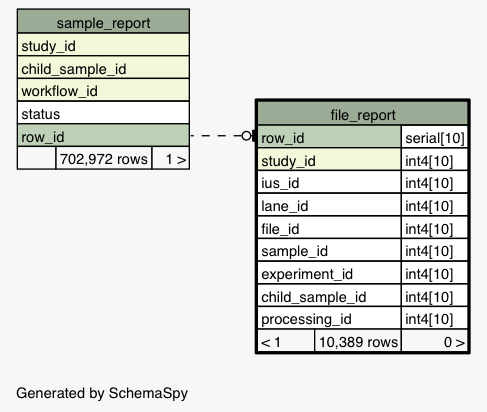 sample_report
study_id
child_sample_id
workflow_id
status
row_id
702,972 rows 1 >
file_report
row_id serial[10]
study_id int4[10]
ius_id int4[10]
lane_id int4[10]
file_id int4[10]
sample_id int4[10]
experiment_id int4[10]
child_sample_id int4[10]
processing_id int4[10]
< 1 10,389 rows 0 >
Generated by SchemaSpy